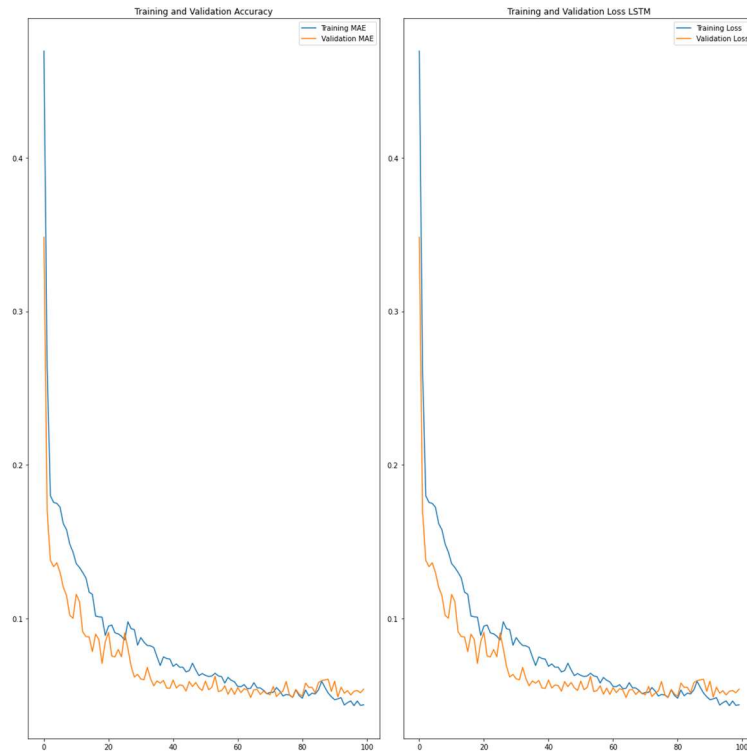 Training and Validation Accuracy
Training MAE
Validation MAE
0.4
0.3
0.2
0.1
0 20 40 60 80 100
Training and Validation Loss LSTM
Training Loss
Validation Loss
0.4
0.3
0.2
0.1
0 20 40 60 80 100